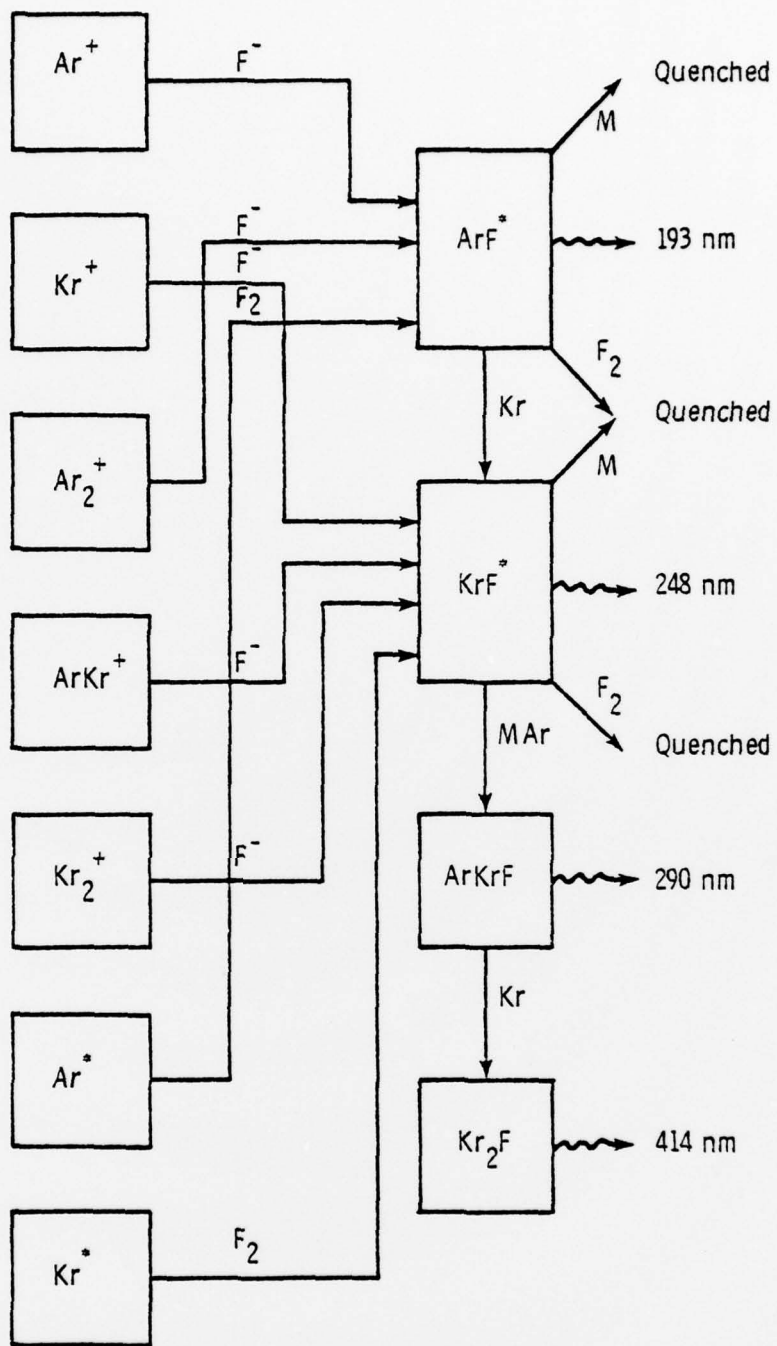 Ar⁺
F⁻
Quenched
M
Kr⁺
F⁻
F⁻
F₂
ArF*
193 nm
F₂
Kr
Quenched
M
Ar₂⁺
KrF*
248 nm
ArKr⁺
F⁻
F₂
MAr
Quenched
Kr₂⁺
F⁻
ArKrF
290 nm
Kr
Ar*
Kr₂F
414 nm
Kr*
F₂